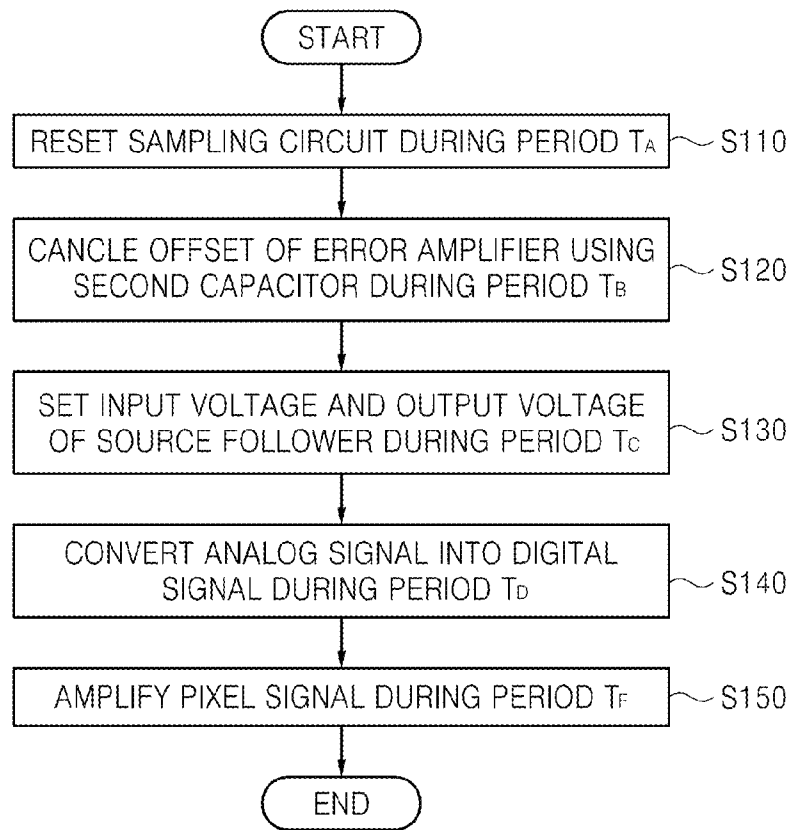 START
RESET SAMPLING CIRCUIT DURING PERIOD TA
S110
CANCLE OFFSET OF ERROR AMPLIFIER USING
SECOND CAPACITOR DURING PERIOD TB
S120
SET INPUT VOLTAGE AND OUTPUT VOLTAGE
OF SOURCE FOLLOWER DURING PERIOD TC
S130
CONVERT ANALOG SIGNAL INTO DIGITAL
SIGNAL DURING PERIOD TD
S140
AMPLIFY PIXEL SIGNAL DURING PERIOD TF
S150
END